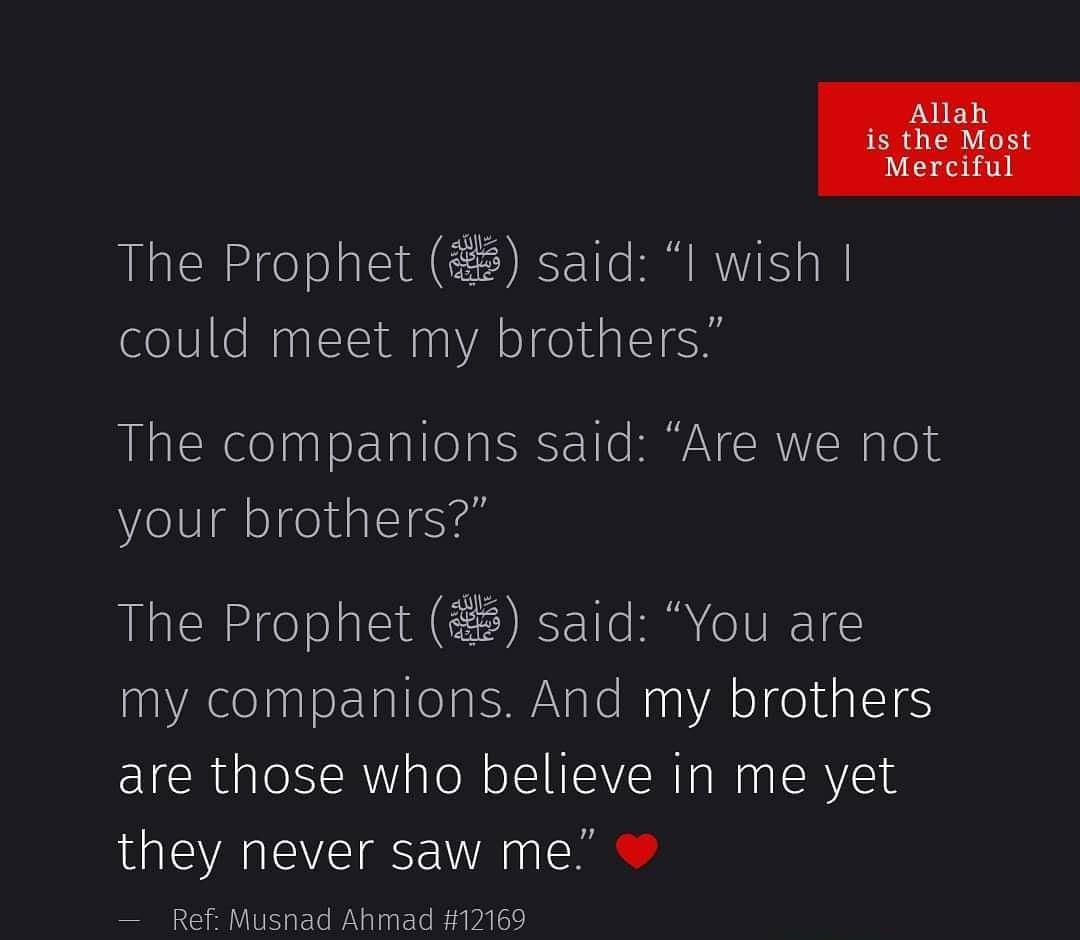 Allah
is the Most
Merciful
The Prophet (ﷺ) said: “I wish I
could meet my brothers.”
The companions said: “Are we not
your brothers?”
The Prophet (ﷺ) said: “You are
my companions. And my brothers
are those who believe in me yet
they never saw me.” ❤
— Ref: Musnad Ahmad #12169